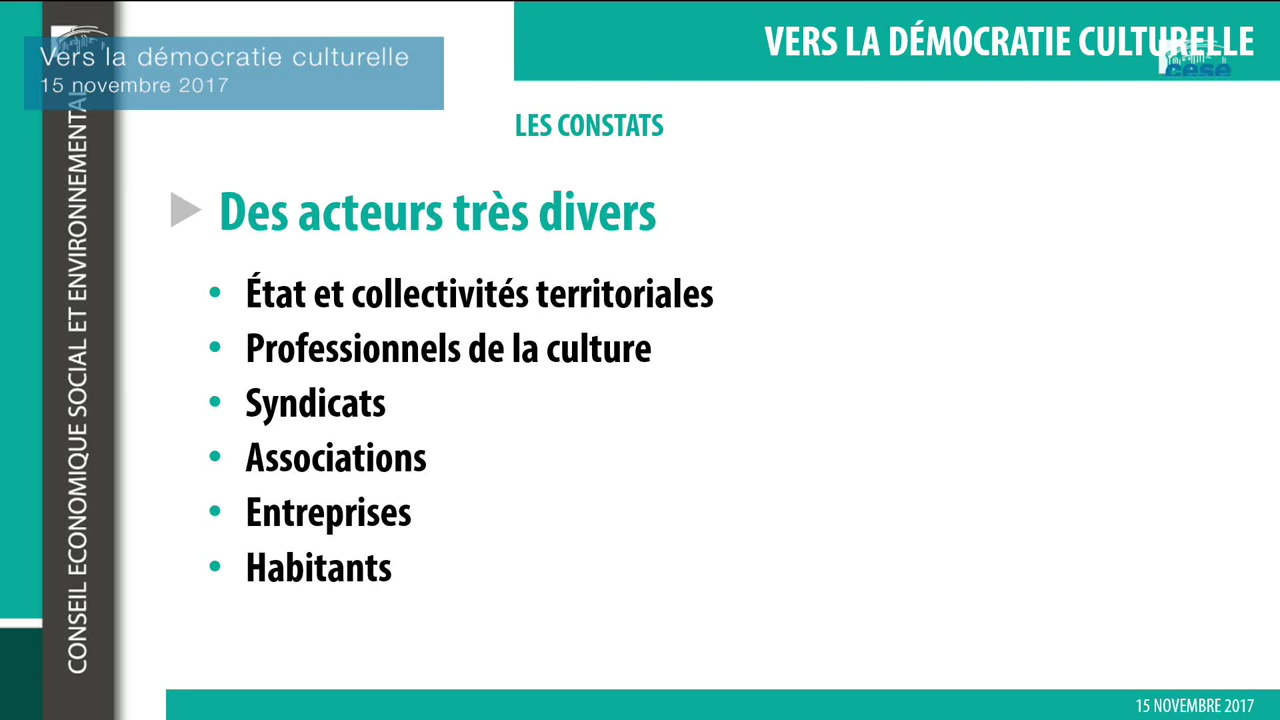 VERS LA DÉMOCRATIE CULTURELLE
cese
Vers la démocratie culturelle
15 novembre 2017
CONSEIL ECONOMIQUE SOCIAL ET ENVIRONNEMENTAL
LES CONSTATS
Des acteurs très divers
• État et collectivités territoriales
• Professionnels de la culture
• Syndicats
• Associations
• Entreprises
• Habitants
15 NOVEMBRE 2017